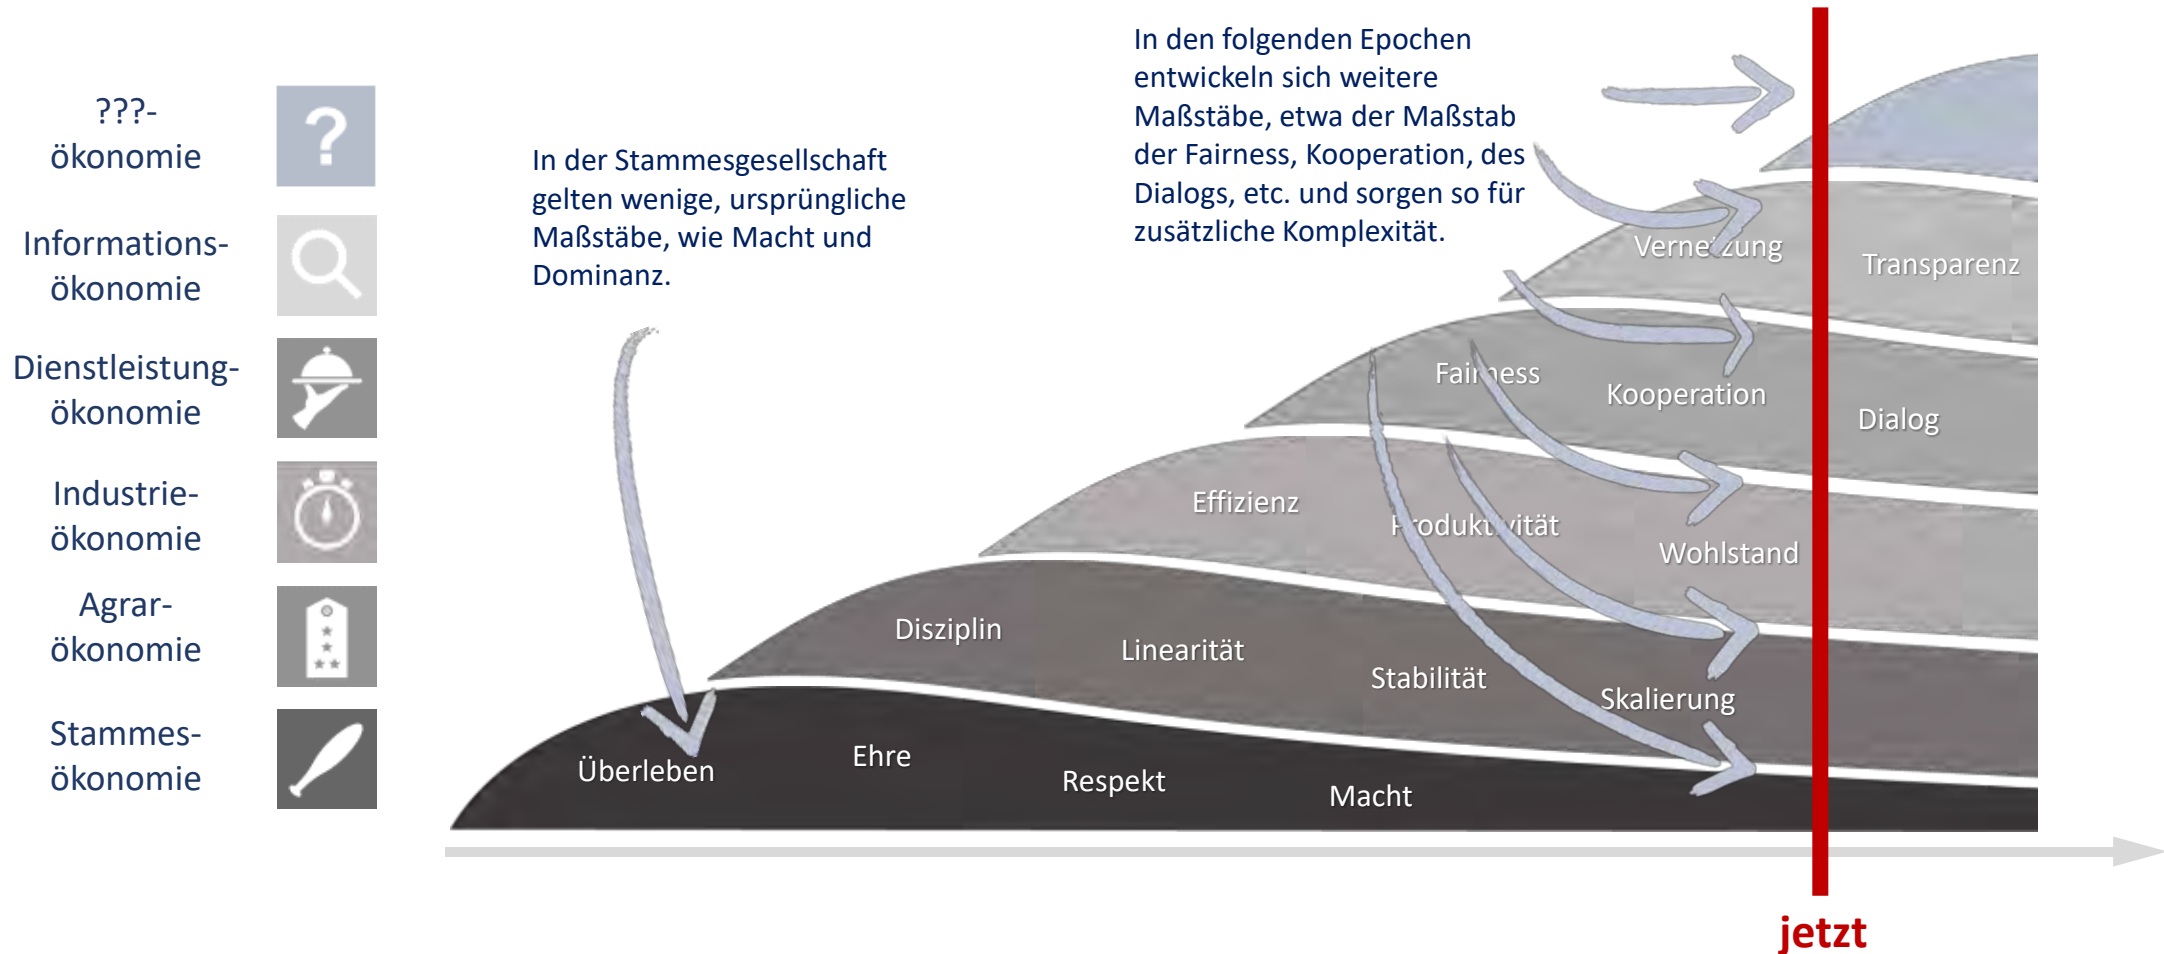 ???-
ökonomie
Informations-
ökonomie
Dienstleistung-
ökonomie
Industrie-
ökonomie
Agrar-
ökonomie
Stammes-
ökonomie
?
In der Stammesgesellschaft
gelten wenige, ursprüngliche
Maßstäbe, wie Macht und
Dominanz.
In den folgenden Epochen
entwickeln sich weitere
Maßstäbe, etwa der Maßstab
der Fairness, Kooperation, des
Dialogs, etc. und sorgen so für
zusätzliche Komplexität.
Vernetzung
Transparenz
Fairness
Kooperation
Dialog
Effizienz
Produktivität
Wohlstand
Disziplin
Linearität
Stabilität
Skalierung
Überleben
Ehre
Respekt
Macht
jetzt